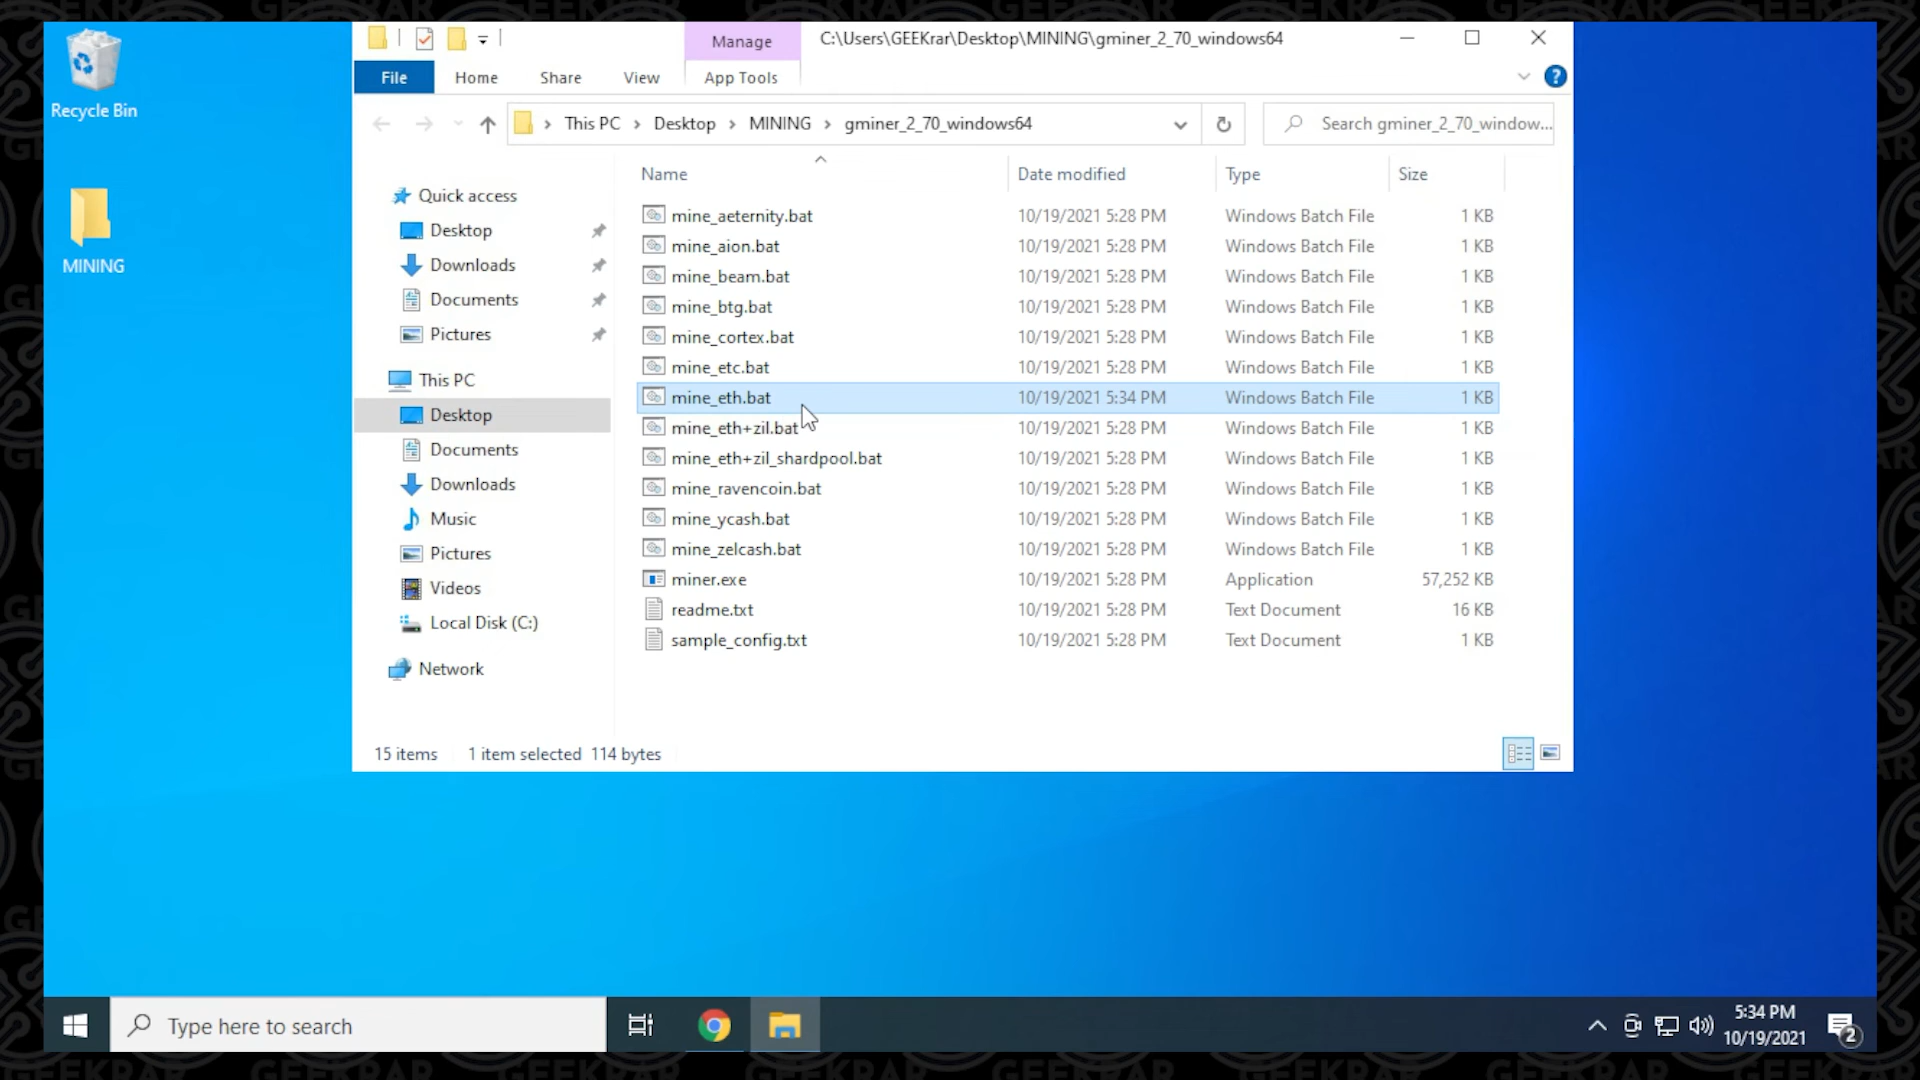 Recycle Bin
MINING
Manage
C:\Users\GEEKrar\Desktop\MINING\gminer_2_70_windows64
File
Home
Share
View
App Tools
This PC
Desktop
MINING
gminer_2_70_windows64
Search gminer_2_70_window...
Quick access
Desktop
Downloads
Documents
Pictures
This PC
Desktop
Documents
Downloads
Music
Pictures
Videos
Local Disk (C:)
Network
Name Date modified Type Size
mine_aeternity.bat 10/19/2021 5:28 PM Windows Batch File 1 KB
mine_aion.bat 10/19/2021 5:28 PM Windows Batch File 1 KB
mine_beam.bat 10/19/2021 5:28 PM Windows Batch File 1 KB
mine_btg.bat 10/19/2021 5:28 PM Windows Batch File 1 KB
mine_cortex.bat 10/19/2021 5:28 PM Windows Batch File 1 KB
mine_etc.bat 10/19/2021 5:28 PM Windows Batch File 1 KB
mine_eth.bat 10/19/2021 5:34 PM Windows Batch File 1 KB
mine_eth+zil.bat 10/19/2021 5:28 PM Windows Batch File 1 KB
mine_eth+zil_shardpool.bat 10/19/2021 5:28 PM Windows Batch File 1 KB
mine_ravencoin.bat 10/19/2021 5:28 PM Windows Batch File 1 KB
mine_ycash.bat 10/19/2021 5:28 PM Windows Batch File 1 KB
mine_zelcash.bat 10/19/2021 5:28 PM Windows Batch File 1 KB
miner.exe 10/19/2021 5:28 PM Application 57,252 KB
readme.txt 10/19/2021 5:28 PM Text Document 16 KB
sample_config.txt 10/19/2021 5:28 PM Text Document 1 KB
15 items 1 item selected 114 bytes
Type here to search
5:34 PM
10/19/2021
2